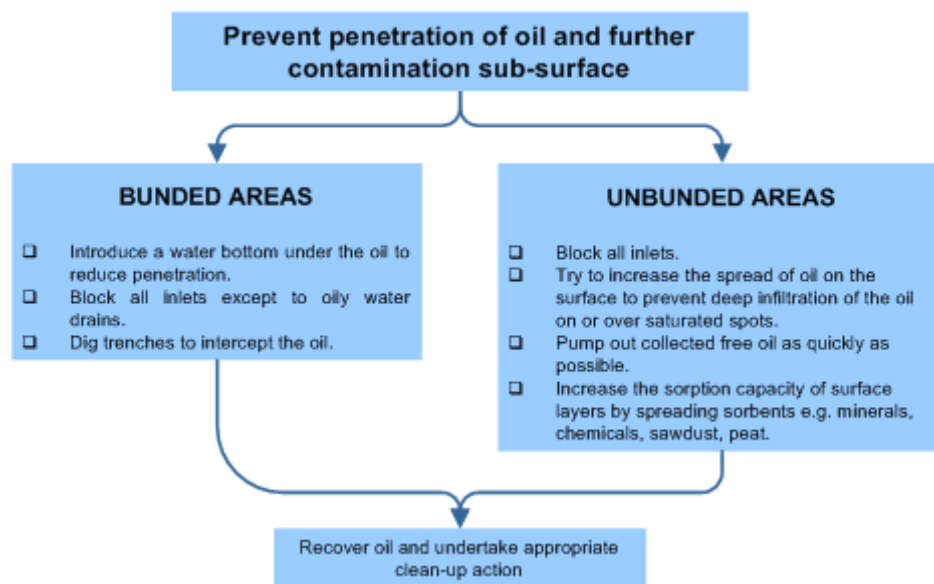 Prevent penetration of oil and further
contamination sub-surface
BUNDED AREAS
❑ Introduce a water bottom under the oil to
reduce penetration.
❑ Block all inlets except to oily water
drains.
❑ Dig trenches to intercept the oil.
UNBUNDED AREAS
❑ Block all inlets.
❑ Try to increase the spread of oil on the
surface to prevent deep infiltration of the oil
on or over saturated spots.
❑ Pump out collected free oil as quickly as
possible.
❑ Increase the sorption capacity of surface
layers by spreading sorbents e.g. minerals,
chemicals, sawdust, peat.
Recover oil and undertake appropriate
clean-up action